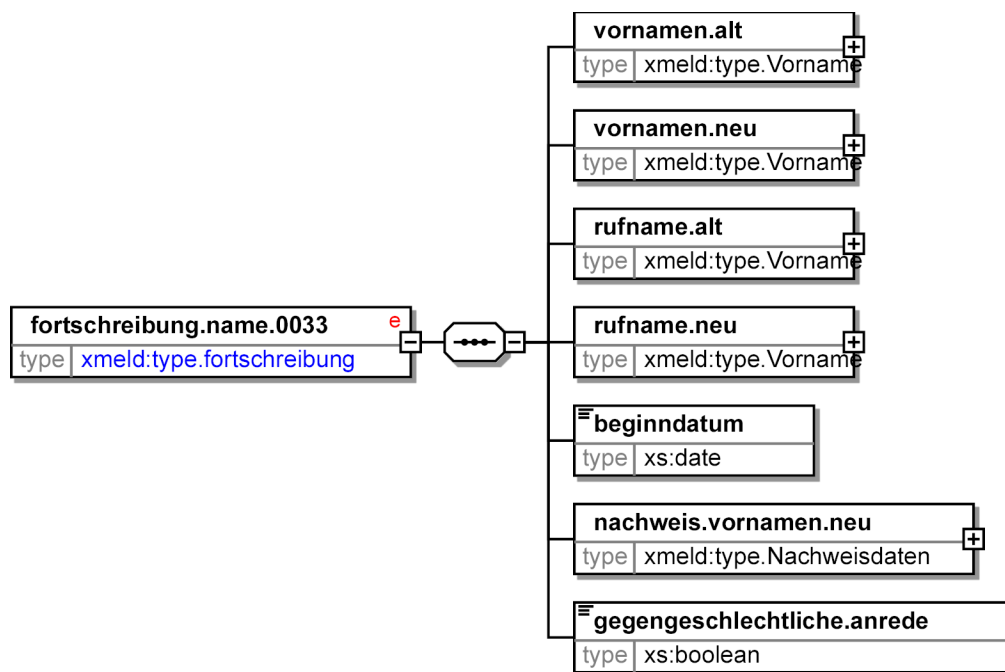 vornamen.alt
type xmeld:type.Vorname
vornamen.neu
type xmeld:type.Vorname
rufname.alt
type xmeld:type.Vorname
fortschreibung.name.0033 e
type xmeld:type.fortschreibung
rufname.neu
type xmeld:type.Vorname
beginndatum
type xs:date
nachweis.vornamen.neu
type xmeld:type.Nachweisdaten
gegengeschlechtliche.anrede
type xs:boolean